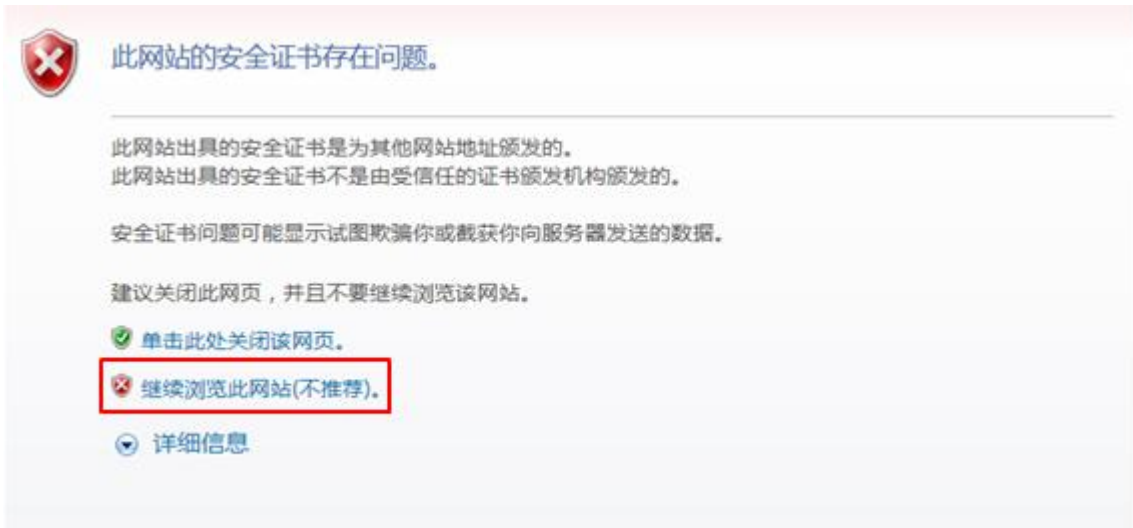 此网站的安全证书存在问题。
此网站出具的安全证书是为其他网站地址颁发的。
此网站出具的安全证书不是由受信任的证书颁发机构颁发的。
安全证书问题可能显示试图欺骗你或截获你向服务器发送的数据。
建议关闭此网页，并且不要继续浏览该网站。
单击此处关闭该网页。
继续浏览此网站(不推荐)。
详细信息